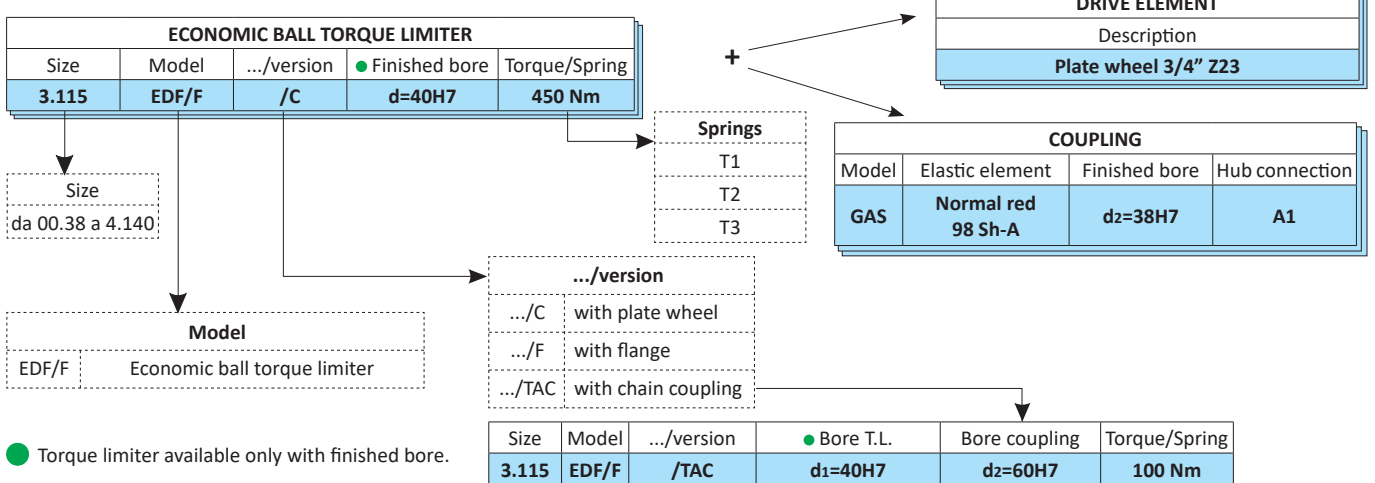 DRIVE ELEMENT
Description
Plate wheel 3/4” Z23
ECONOMIC BALL TORQUE LIMITER
Size Model .../version ● Finished bore Torque/Spring
3.115 EDF/F /C d=40H7 450 Nm
+
Springs
T1
T2
T3
COUPLING
Model Elastic element Finished bore Hub connection
GAS Normal red 98 Sh-A d2=38H7 A1
Size
da 00.38 a 4.140
.../version
.../C with plate wheel
.../F with flange
.../TAC with chain coupling
Model
EDF/F Economic ball torque limiter
● Torque limiter available only with finished bore.
Size Model .../version ● Bore T.L. Bore coupling Torque/Spring
3.115 EDF/F /TAC d1=40H7 d2=60H7 100 Nm